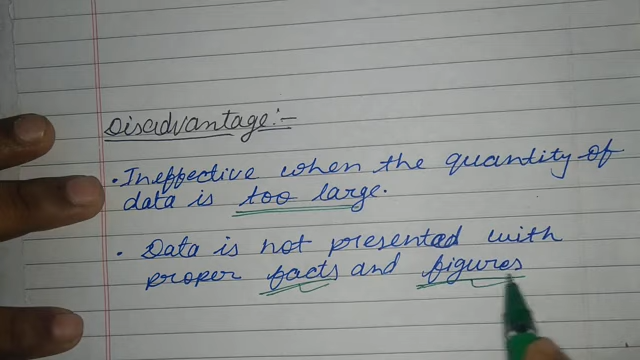 Disadvantage:-
• Ineffective when the quantity of
data is too large.
• Data is not presented with
proper facts and figures